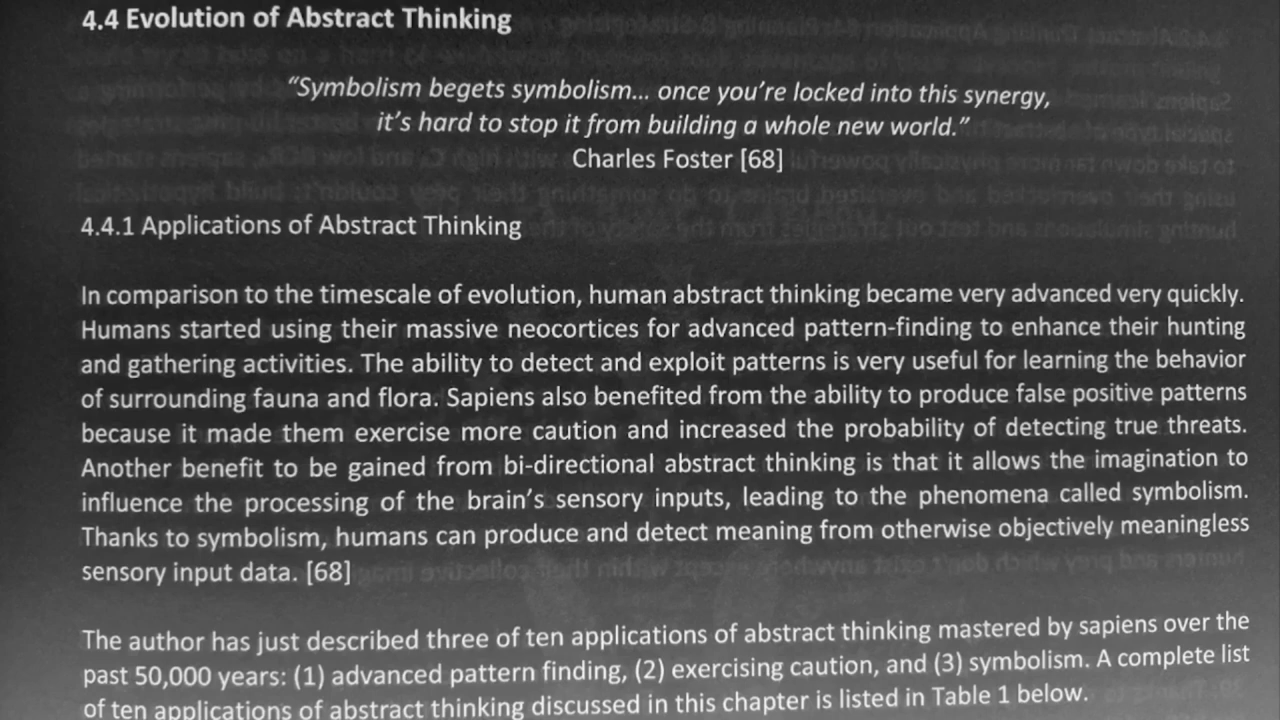 4.4 Evolution of Abstract Thinking
“Symbolism begets symbolism... once you’re locked into this synergy,
it’s hard to stop it from building a whole new world.”
Charles Foster [68]
4.4.1 Applications of Abstract Thinking
In comparison to the timescale of evolution, human abstract thinking became very advanced very quickly.
Humans started using their massive neocortices for advanced pattern-finding to enhance their hunting
and gathering activities. The ability to detect and exploit patterns is very useful for learning the behavior
of surrounding fauna and flora. Sapiens also benefited from the ability to produce false positive patterns
because it made them exercise more caution and increased the probability of detecting true threats.
Another benefit to be gained from bi-directional abstract thinking is that it allows the imagination to
influence the processing of the brain’s sensory inputs, leading to the phenomena called symbolism.
Thanks to symbolism, humans can produce and detect meaning from otherwise objectively meaningless
sensory input data. [68]
The author has just described three of ten applications of abstract thinking mastered by sapiens over the
past 50,000 years: (1) advanced pattern finding, (2) exercising caution, and (3) symbolism. A complete list
of ten applications of abstract thinking discussed in this chapter is listed in Table 1 below.